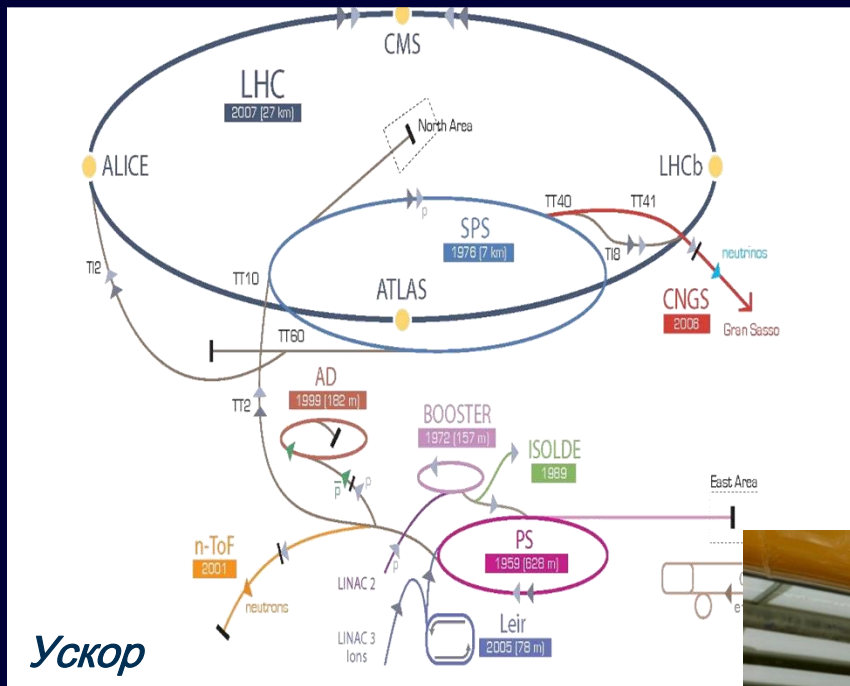 CMS
LHC
2007 (27 km)
North Area
ALICE
LHCb
TT40
TT41
p
SPS
1976 (7 km)
TI8
neutrinos
TI2
TT10
ATLAS
CNGS
2006
Gran Sasso
TT60
AD
1999 (182 m)
TT2
BOOSTER
1972 (157 m)
ISOLDE
1989
p̅
p
East Area
n-ToF
2001
PS
1959 (628 m)
LINAC 2
p
neutrons
LINAC 3
Ions
Leir
2005 (78 m)
Ускор